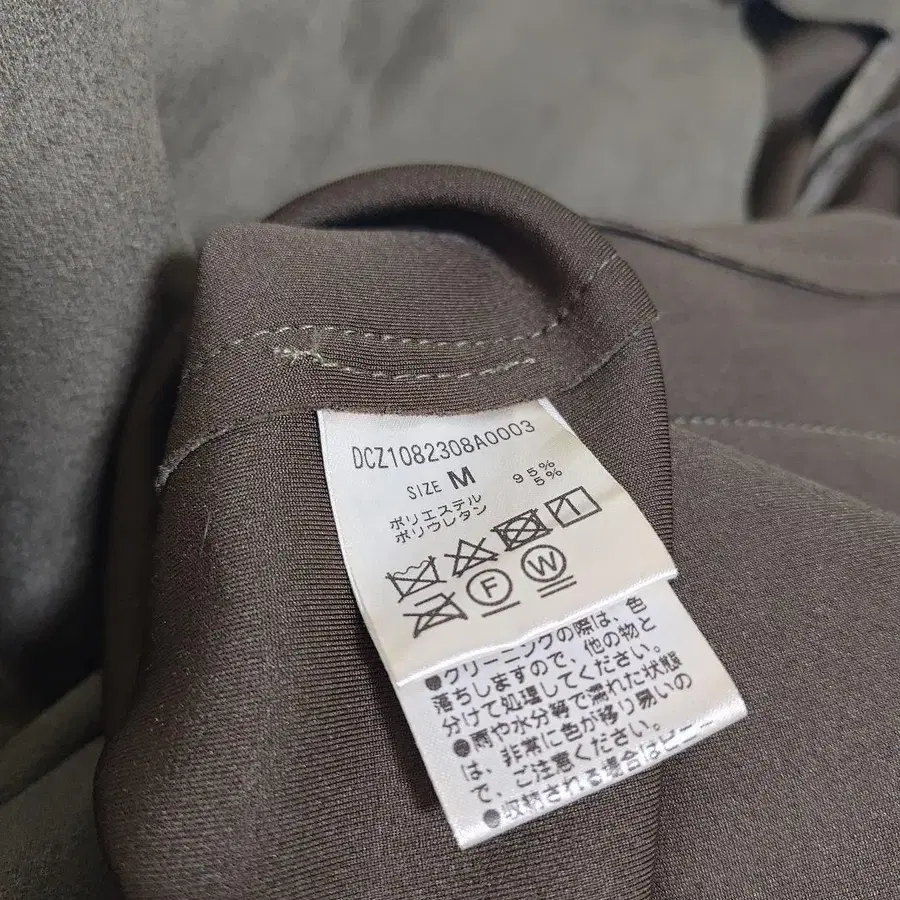 DCZ1082308A0003
SIZE M
ポリエステル 95%
ポリウレタン 5%
F W
●クリーニングの際は、色
落ちしますので、他の物と
分けて処理してください。
●雨や水分等で濡れた状態
は、非常に色が移り易いの
で、ご注意ください。
●収納される場合はビニー